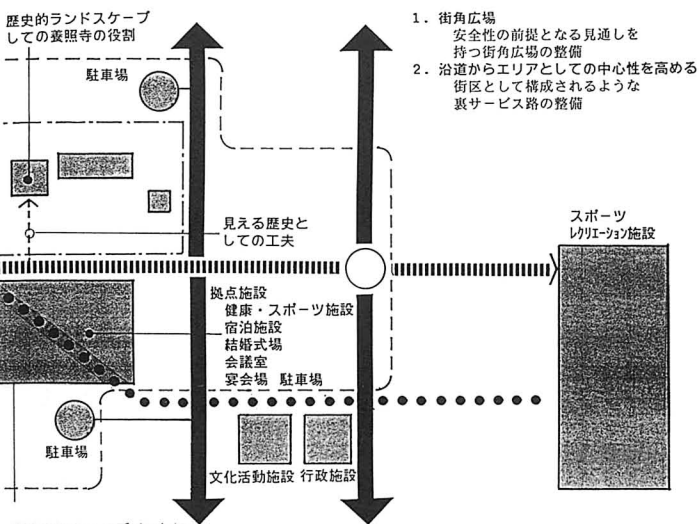 歴史的ランドスケープ
しての養照寺の役割
駐車場
1. 街角広場
安全性の前提となる見通しを
持つ街角広場の整備
2. 沿道からエリアとしての中心性を高める
街区として構成されるような
裏サービス路の整備
見える歴史と
しての工夫
スポーツ
レクリエーション施設
拠点施設
健康・スポーツ施設
宿泊施設
結婚式場
会議室
宴会場 駐車場
駐車場
文化活動施設 行政施設